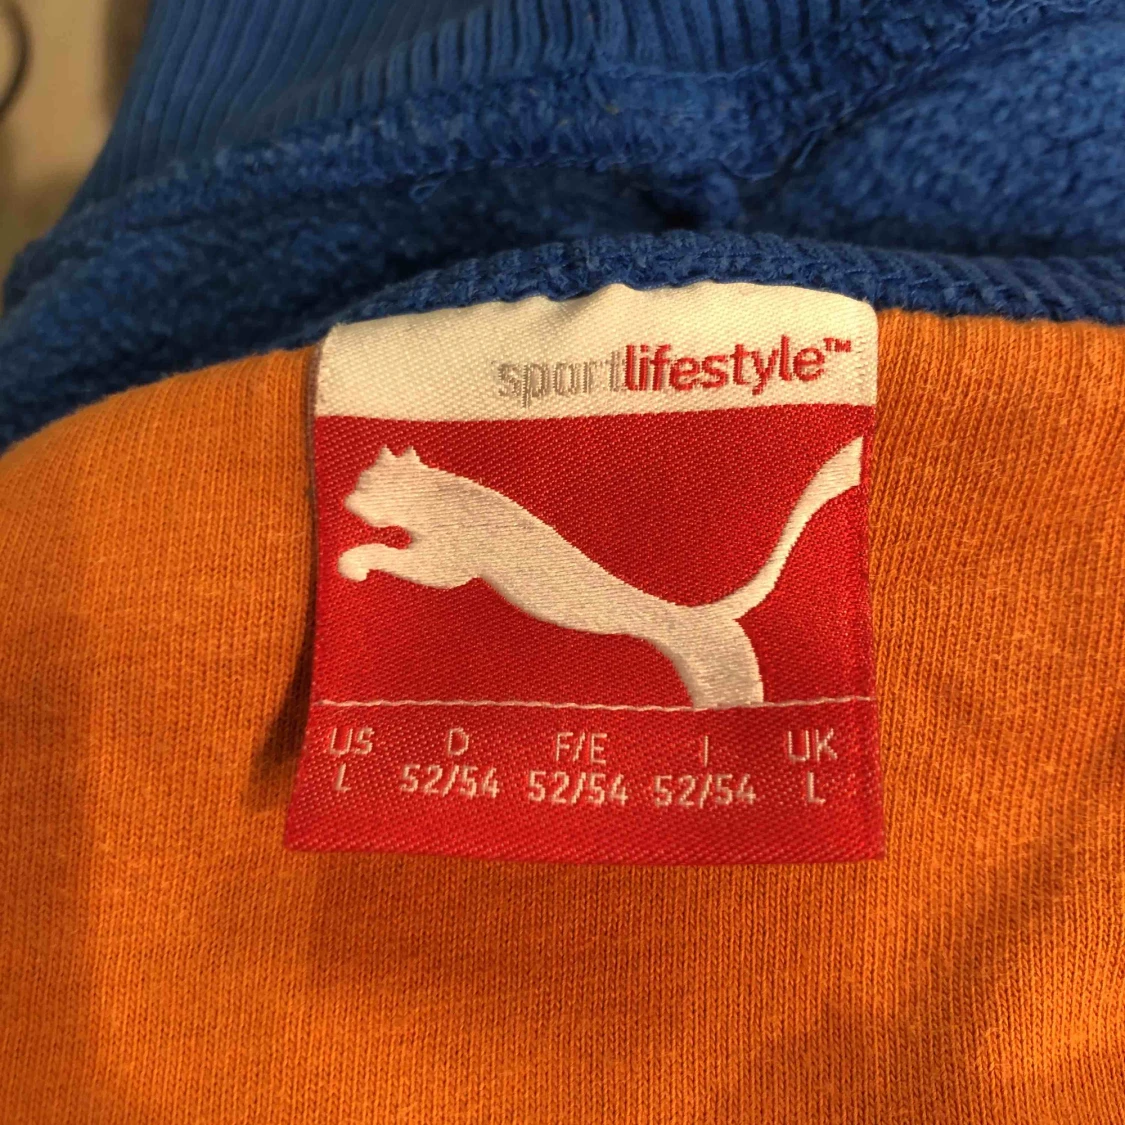 sportlifestyle™
US D F/E I UK
L 52/54 52/54 52/54 L